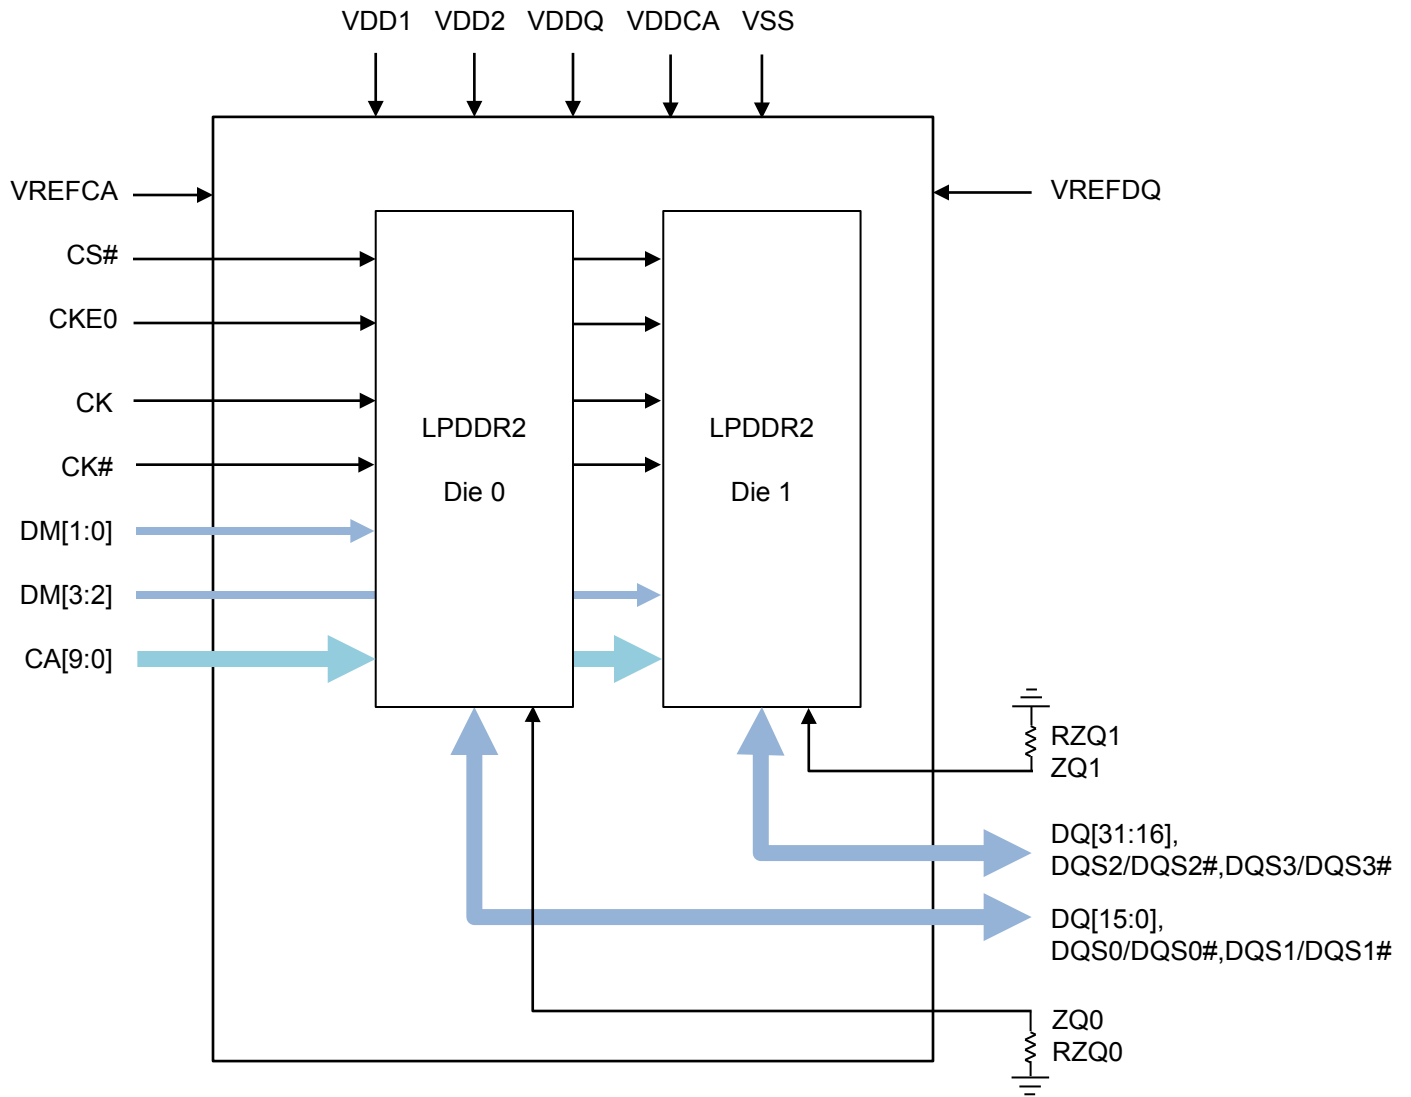 VDD1 VDD2 VDDQ VDDCA VSS
VREFCA
VREFDQ
CS#
CKE0
CK
CK#
DM[1:0]
DM[3:2]
CA[9:0]
LPDDR2
Die 0
LPDDR2
Die 1
RZQ1
ZQ1
DQ[31:16],
DQS2/DQS2#,DQS3/DQS3#
DQ[15:0],
DQS0/DQS0#,DQS1/DQS1#
ZQ0
RZQ0